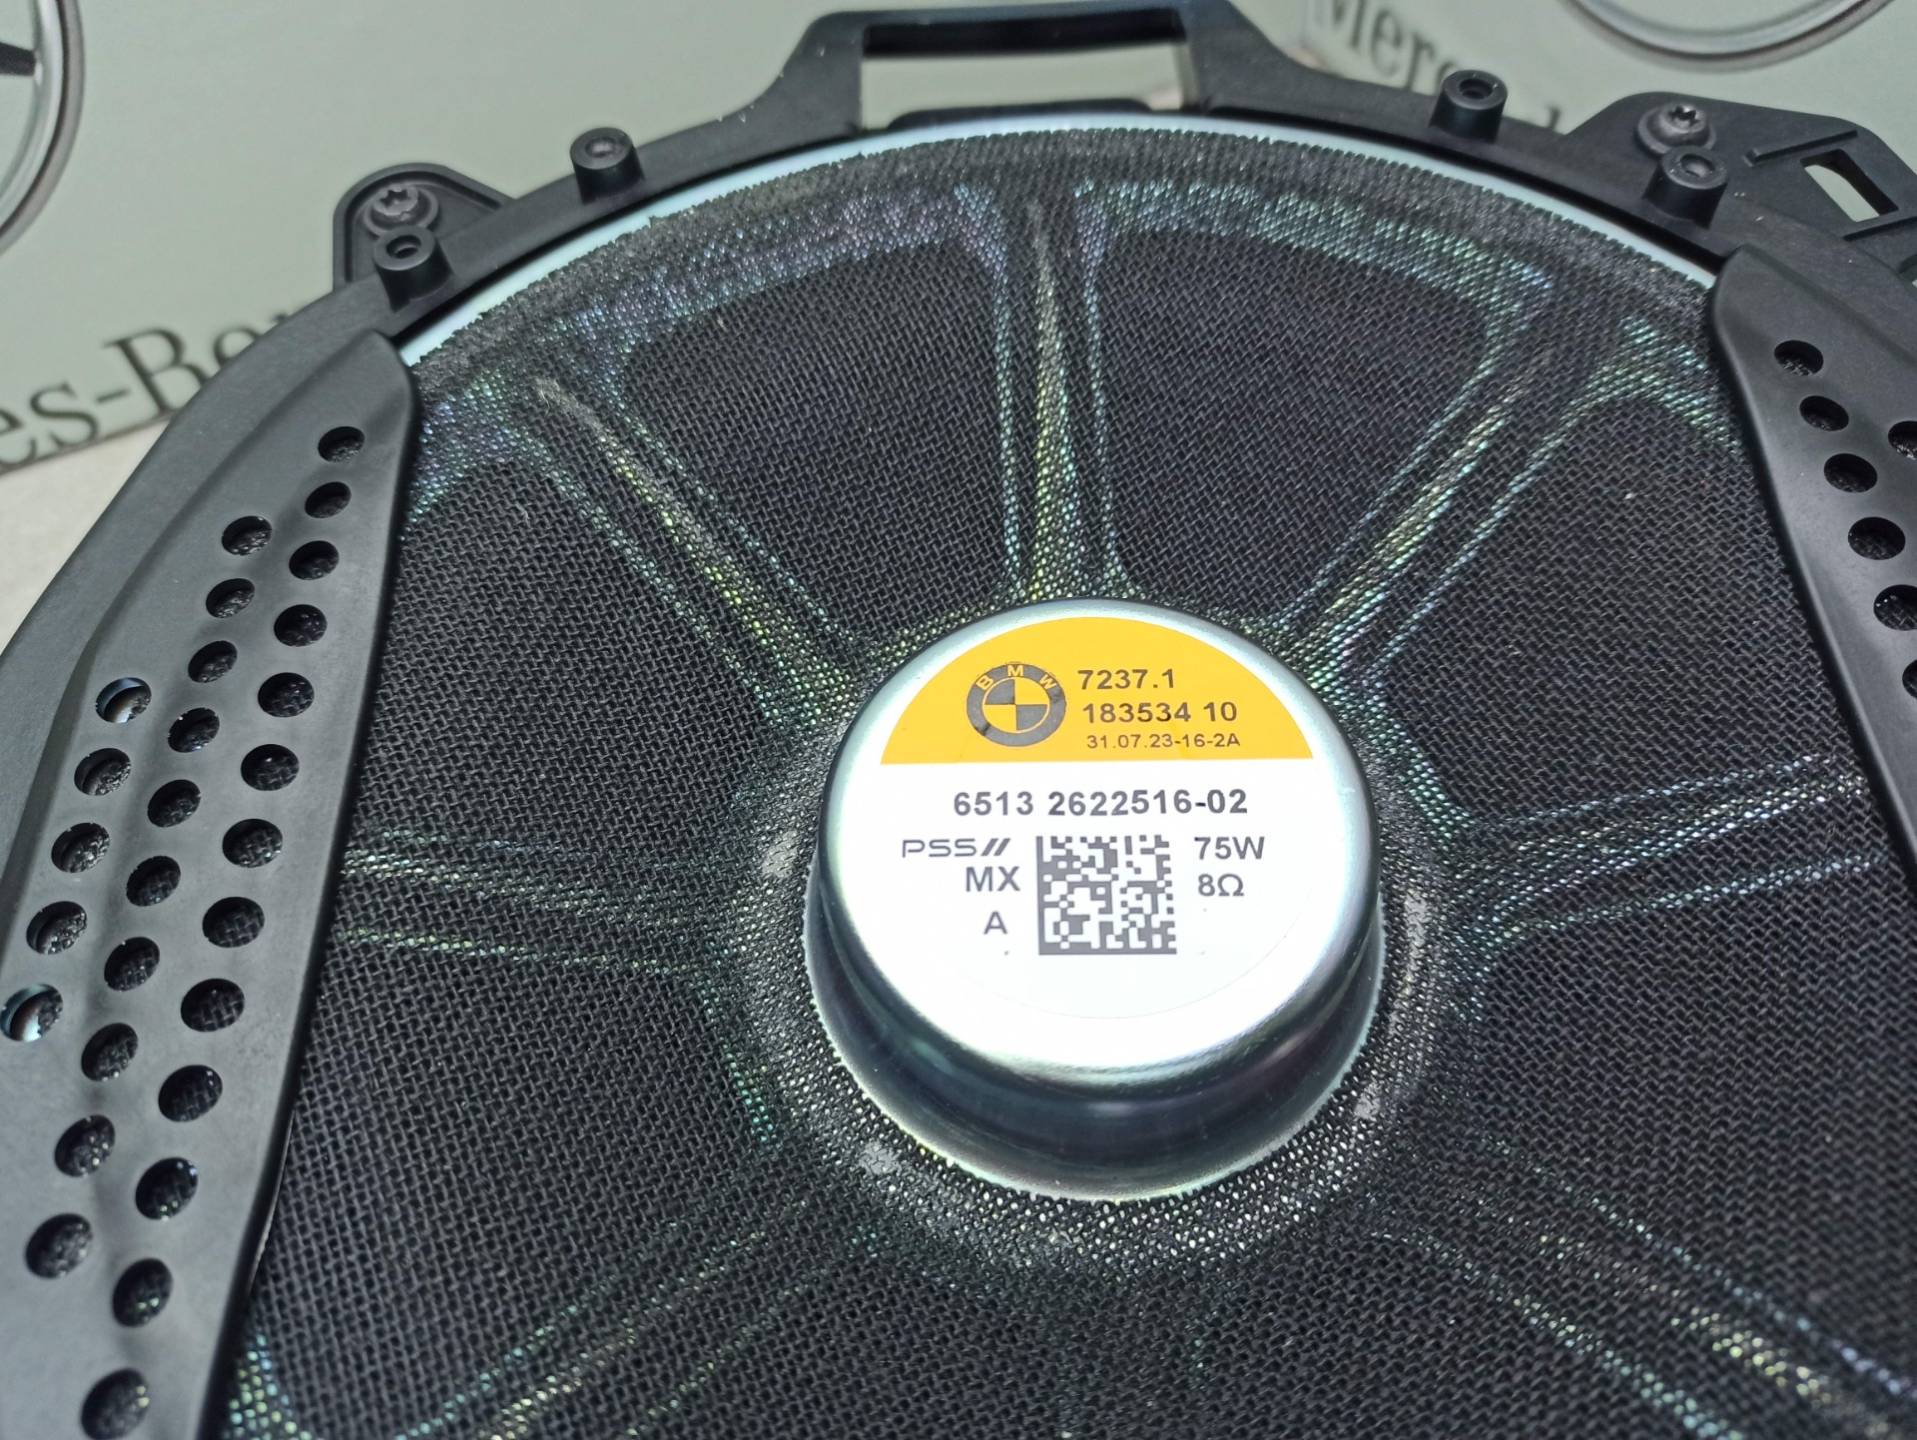 Merced
es-Be
BMW
7237.1
183534 10
31.07.23-16-2A
6513 2622516-02
PSS//
75W
MX
8Ω
A